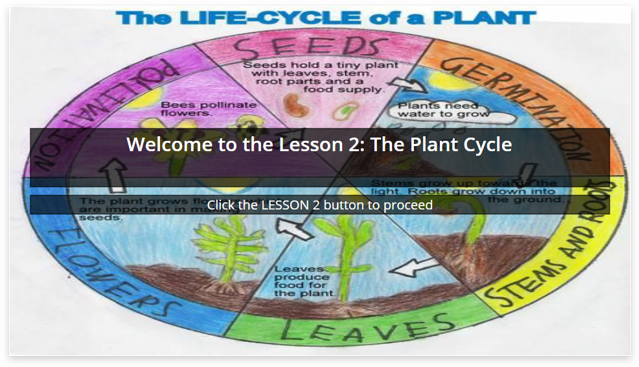 The LIFE-CYCLE of a PLANT
SEEDS
Seeds hold a tiny plant
with leaves, stem,
root parts and a
food supply.
GERMINATION
Plants need
water to grow
POLLINATION
Bees pollinate
flowers.
Welcome to the Lesson 2: The Plant Cycle
Stems grow up toward the
light. Roots grow down into
the ground.
STEMS AND ROOTS
The plant grows
are important in
seeds.
Click the LESSON 2 button to proceed
FLOWERS
Leaves
produce
food for
the plant
LEAVES